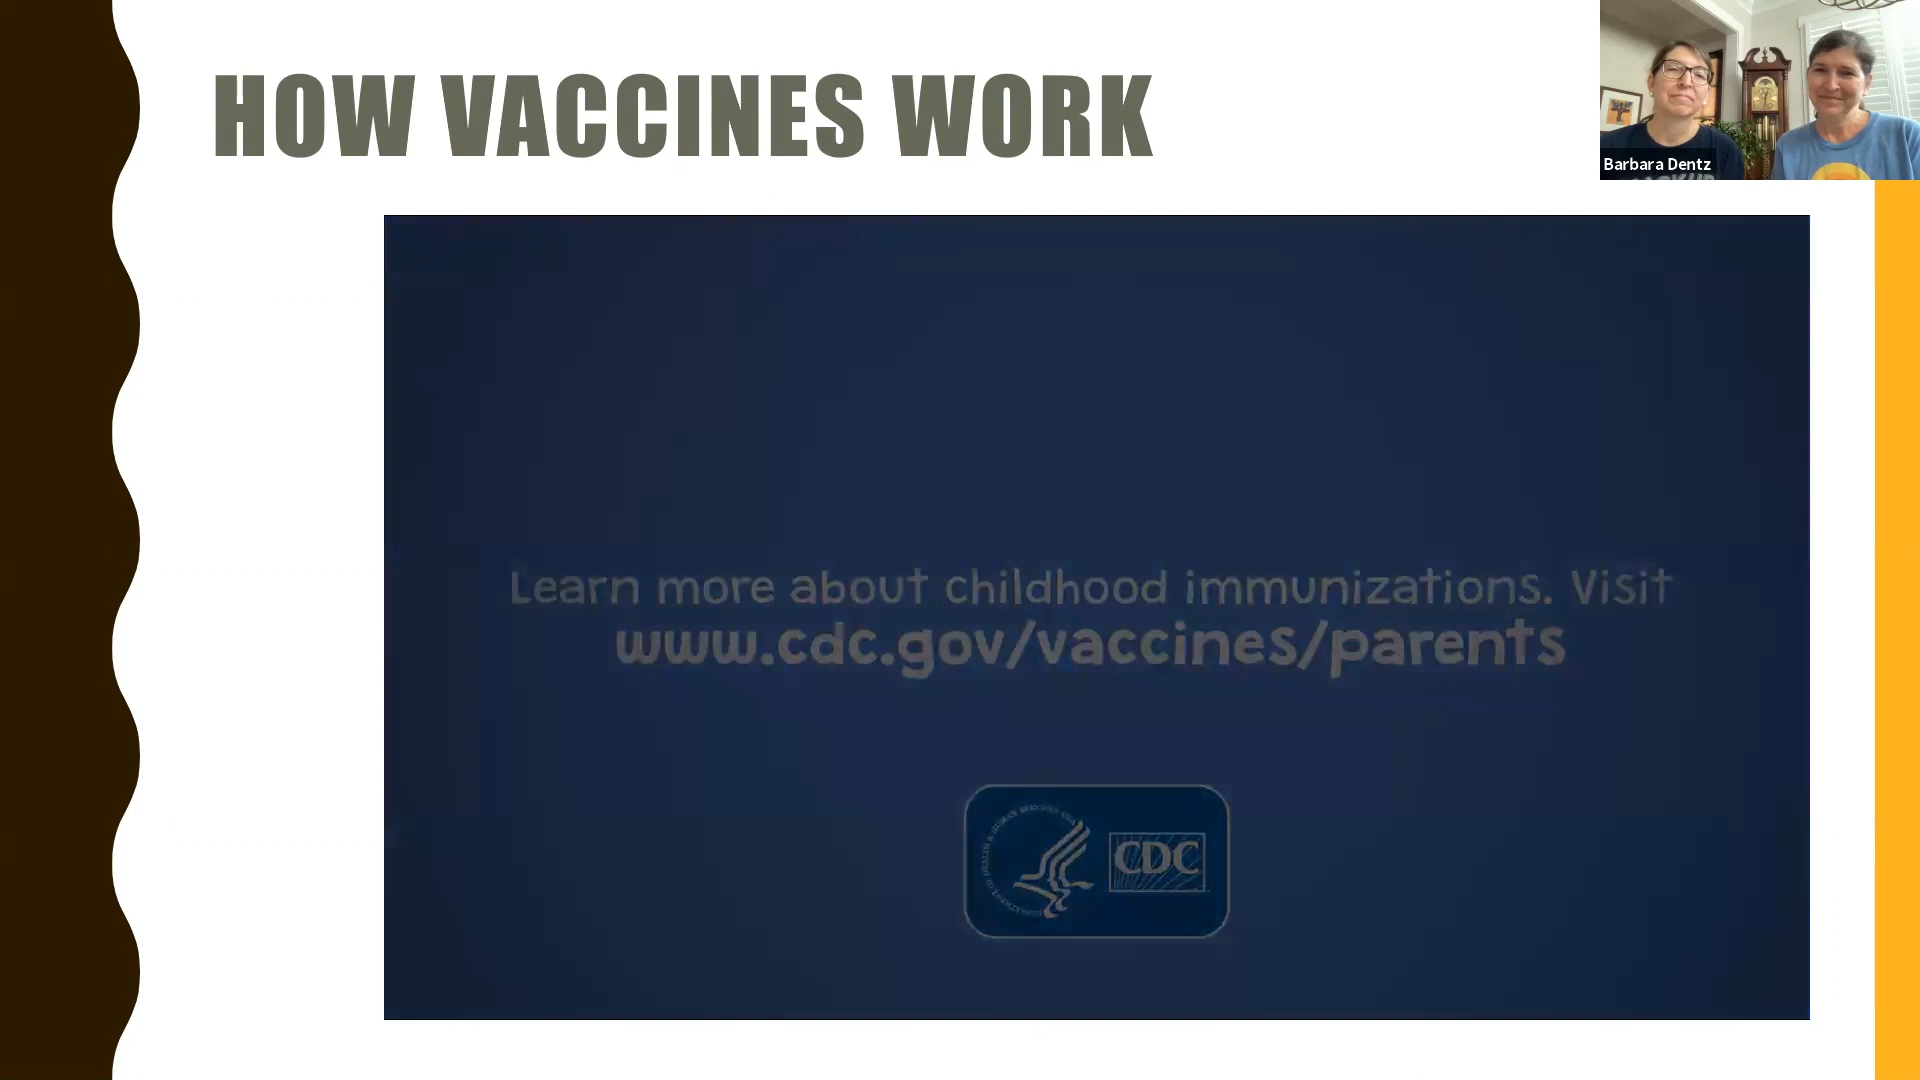 HOW VACCINES WORK
Barbara Dentz
Learn more about childhood immunizations. Visit
www.cdc.gov/vaccines/parents
CDC